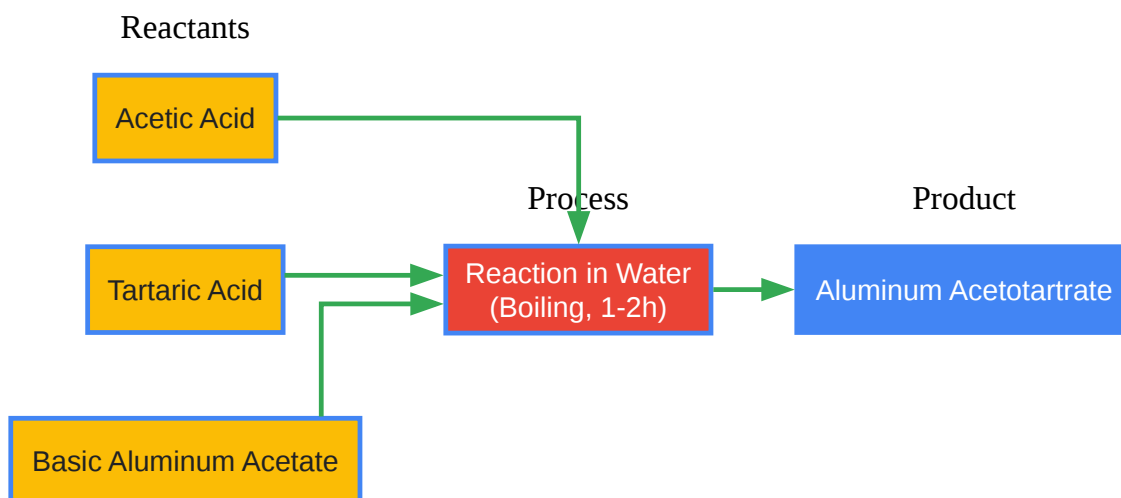 Reactants
Acetic Acid
Process
Product
Tartaric Acid
Reaction in Water
(Boiling, 1-2h)
Aluminum Acetotartrate
Basic Aluminum Acetate